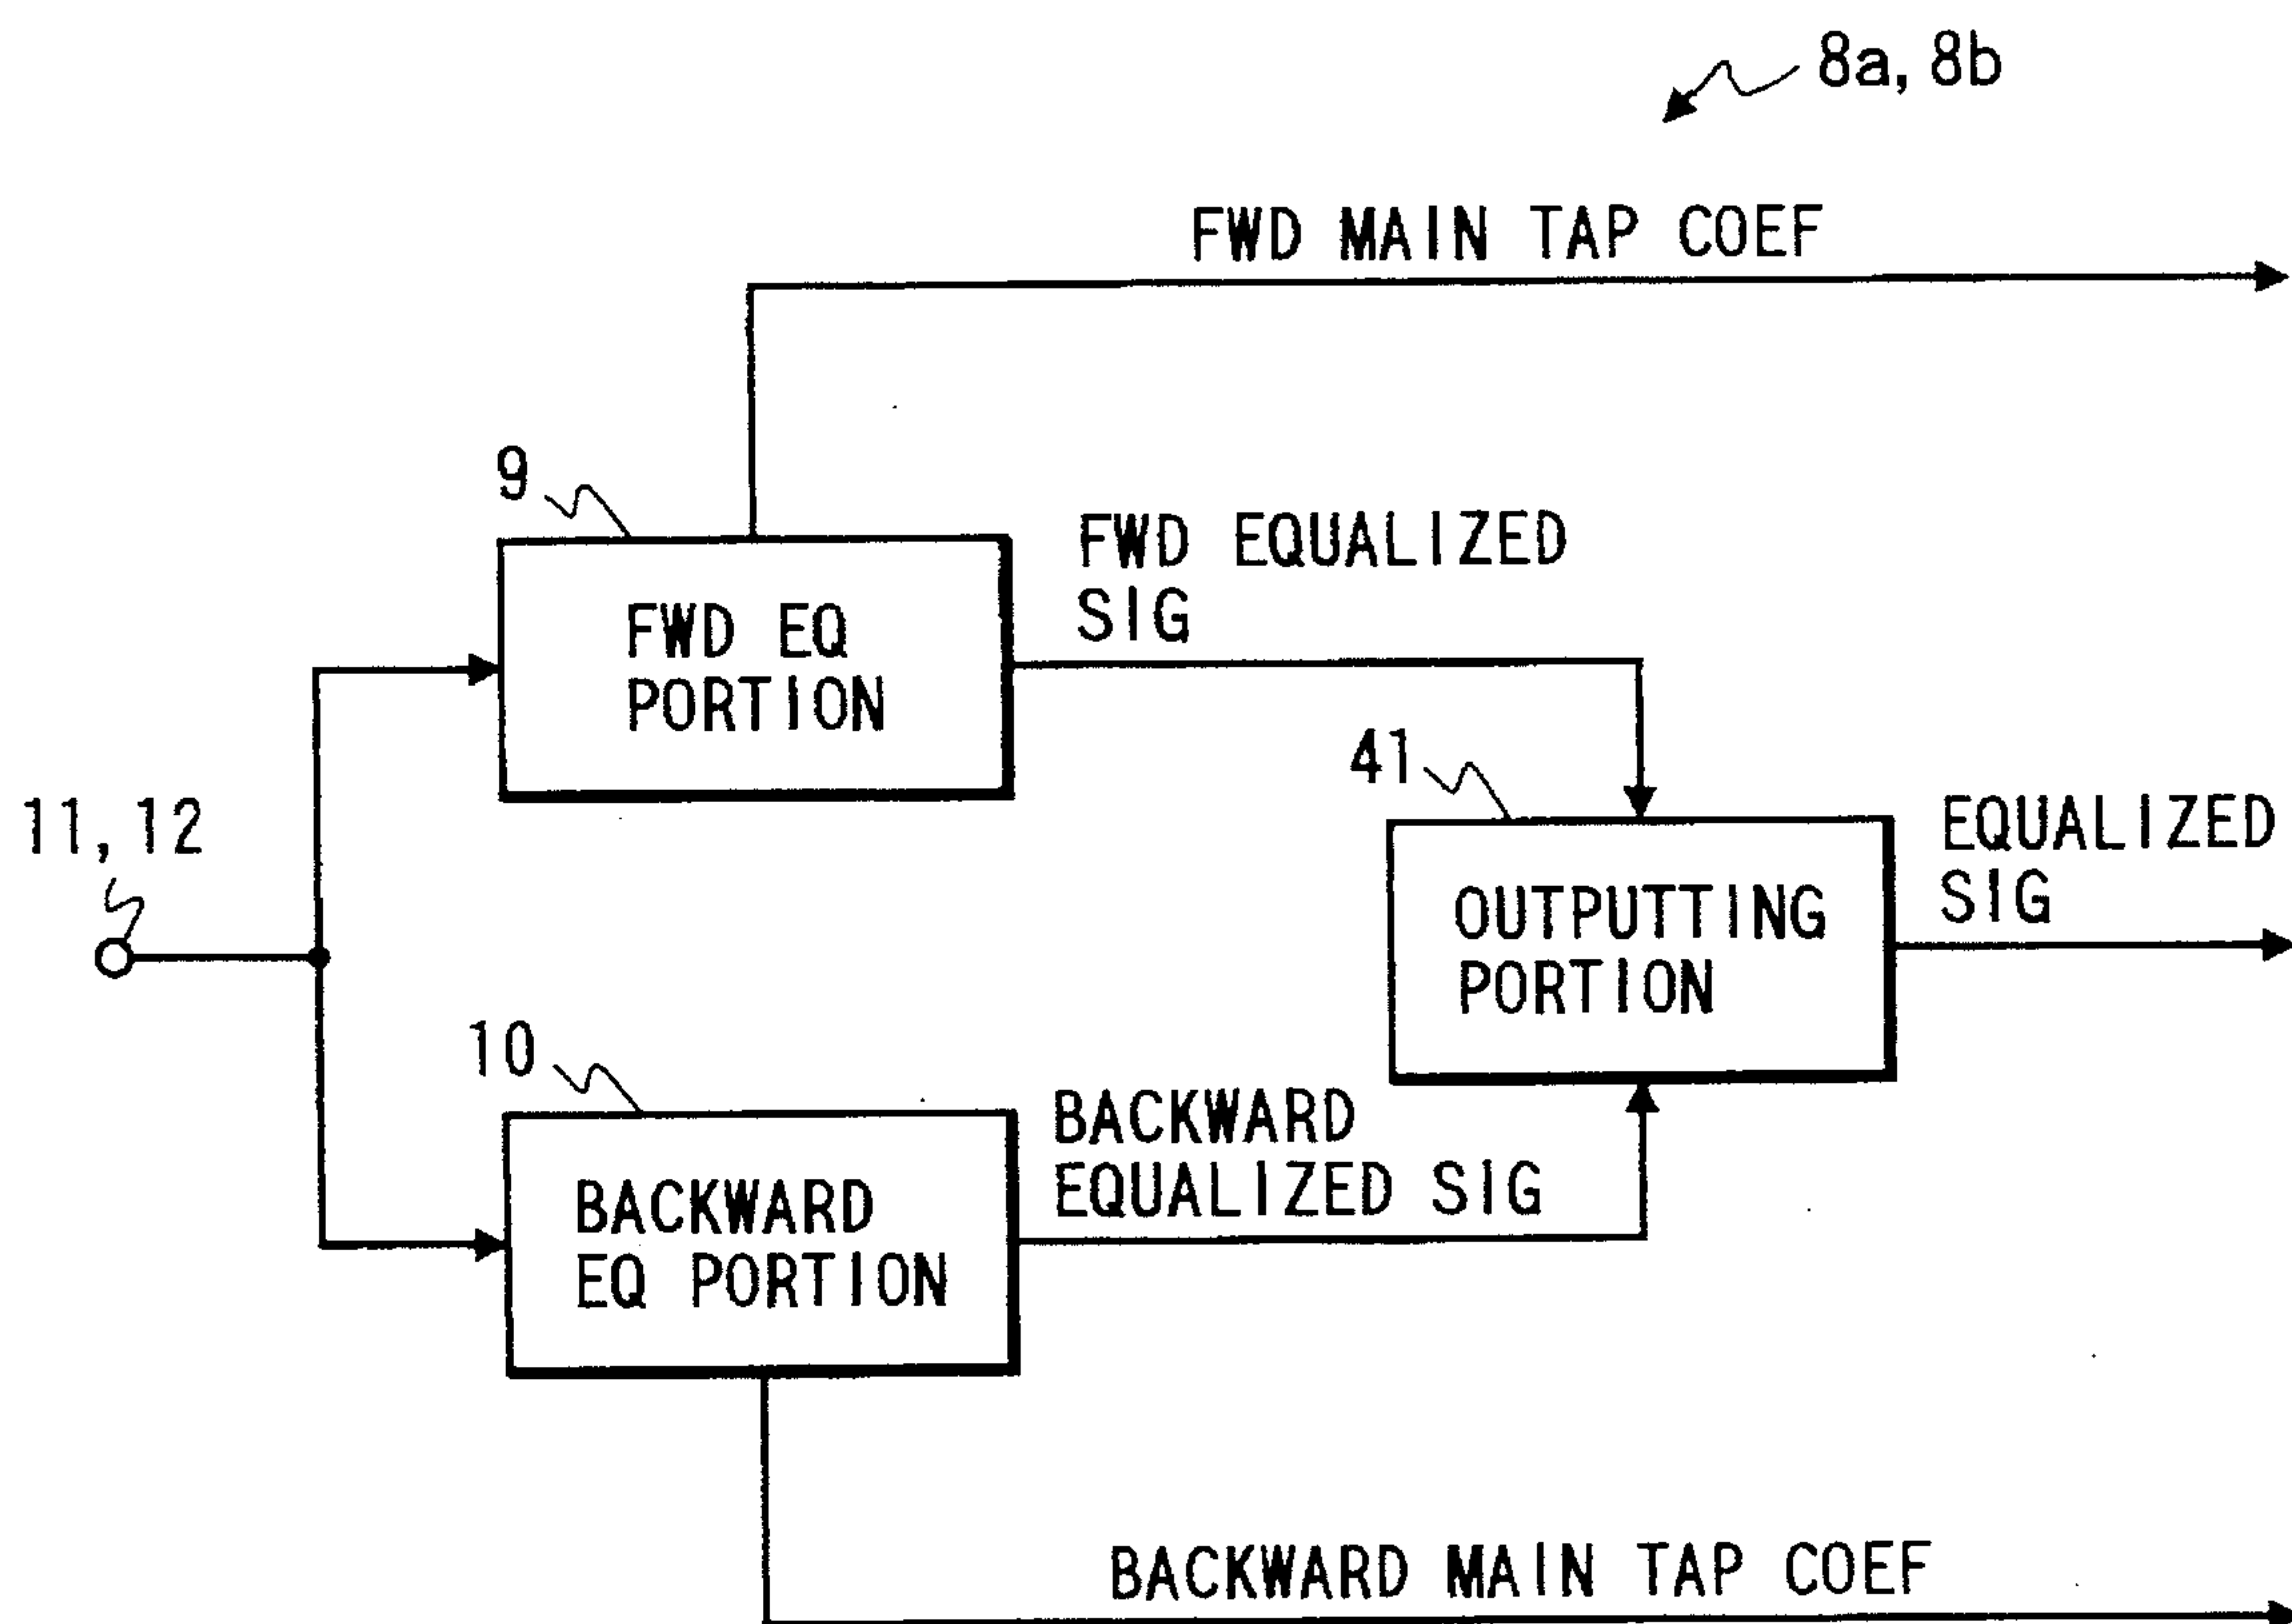 8a, 8b
FWD MAIN TAP COEF
9
FWD EQUALIZED
SIG
FWD EQ
PORTION
41
11, 12
EQUALIZED
SIG
OUTPUTTING
PORTION
10
BACKWARD
EQUALIZED SIG
BACKWARD
EQ PORTION
BACKWARD MAIN TAP COEF